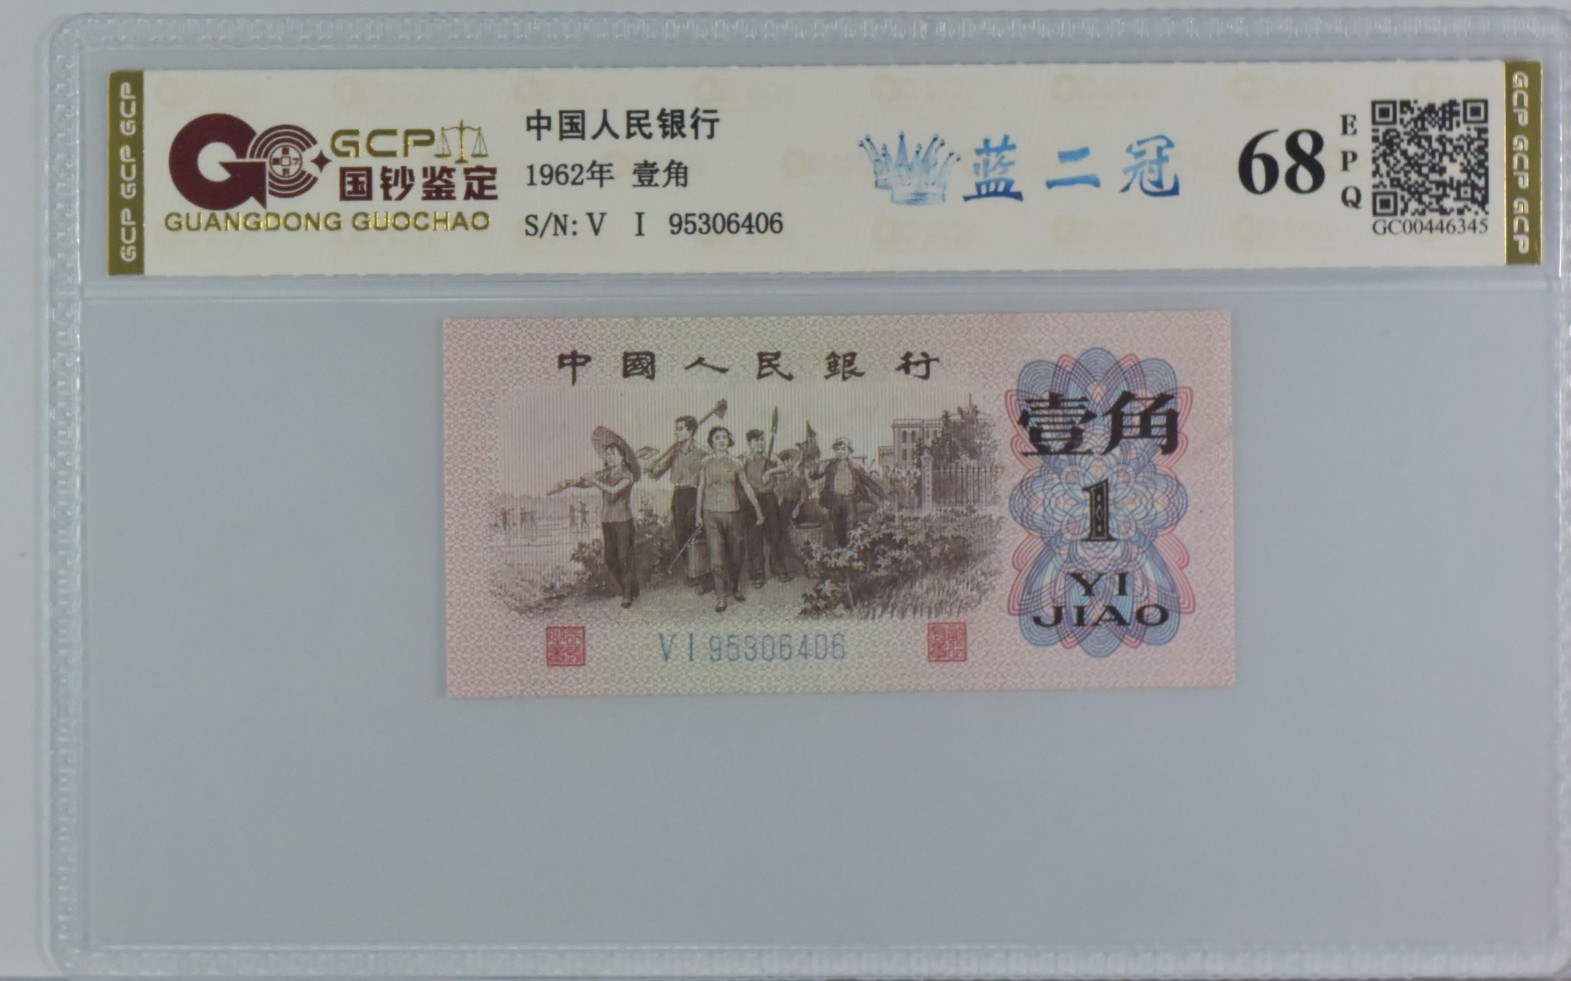 GCP GCP GCP
GCP
国钞鉴定
GUANGDONG GUOCHAO
中国人民银行
1962年 壹角
S/N: V I 95306406
蓝二冠
68
EPQ
GC00446345
GCP GCP GCP
中國人民銀行
壹角
1
YI
JIAO
V I 95306406